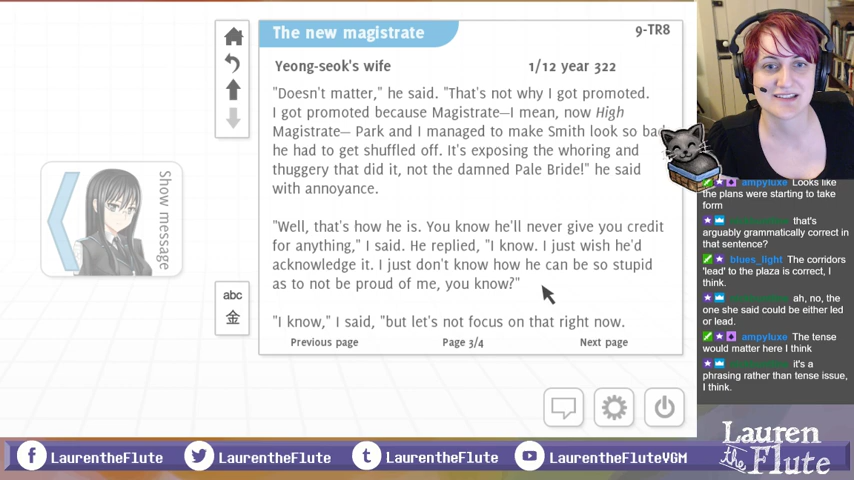 The new magistrate
9-TR8
Yeong-seok's wife
1/12 year 322
"Doesn't matter," he said. "That's not why I got promoted.
I got promoted because Magistrate—I mean, now High
Magistrate— Park and I managed to make Smith look so bad
he had to get shuffled off. It's exposing the whoring and
thuggery that did it, not the damned Pale Bride!" he said
with annoyance.
"Well, that's how he is. You know he'll never give you credit
for anything," I said. He replied, "I know. I just wish he'd
acknowledge it. I just don't know how he can be so stupid
as to not be proud of me, you know?"
"I know," I said, "but let's not focus on that right now.
Previous page
Page 3/4
Next page
Show message
abc
金
ampyluxe Looks like
the plans were starting to take
form
that's
arguably grammatically correct in
that sentence?
blues_light The corridors
'lead' to the plaza is correct, I
think.
ah, no, the
one she said could be either led
or lead.
ampyluxe The tense
would matter here I think
it's a
phrasing rather than tense issue,
I think.
Lauren
the Flute
LaurentheFlute
LaurentheFlute
LaurentheFlute
LaurentheFluteVGM